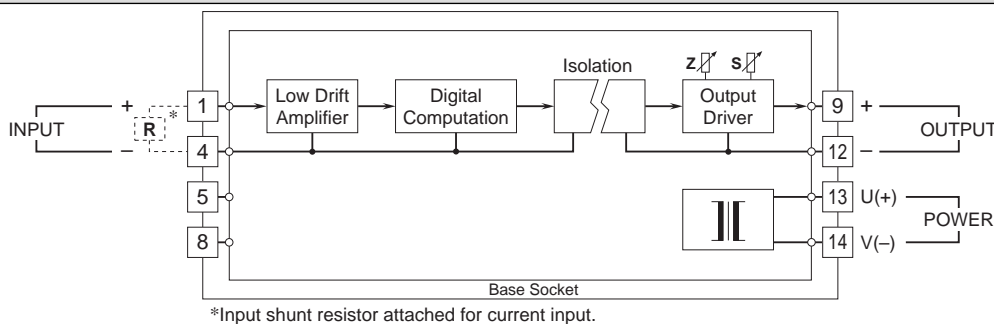 Isolation
Z
S
Low Drift
Amplifier
Digital
Computation
Output
Driver
INPUT
+
–
R
*
1
4
5
8
9 +
12 –
OUTPUT
13 U(+)
14 V(–)
POWER
Base Socket
*Input shunt resistor attached for current input.